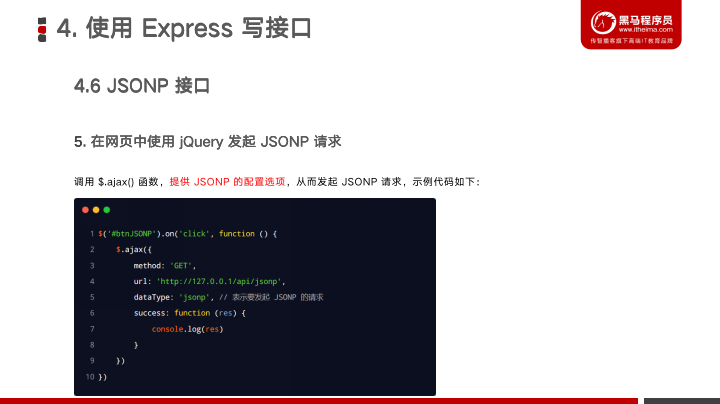 4. 使用 Express 写接口
黑马程序员
www.itheima.com
传智播客旗下高端IT教育品牌
4.6 JSONP 接口
5. 在网页中使用 jQuery 发起 JSONP 请求
调用 $.ajax() 函数，提供 JSONP 的配置选项，从而发起 JSONP 请求，示例代码如下：
1 $('#btnJSONP').on('click', function () {
2 $.ajax({
3 method: 'GET',
4 url: 'http://127.0.0.1/api/jsonp',
5 dataType: 'jsonp', // 表示要发起 JSONP 的请求
6 success: function (res) {
7 console.log(res)
8 }
9 })
10 })